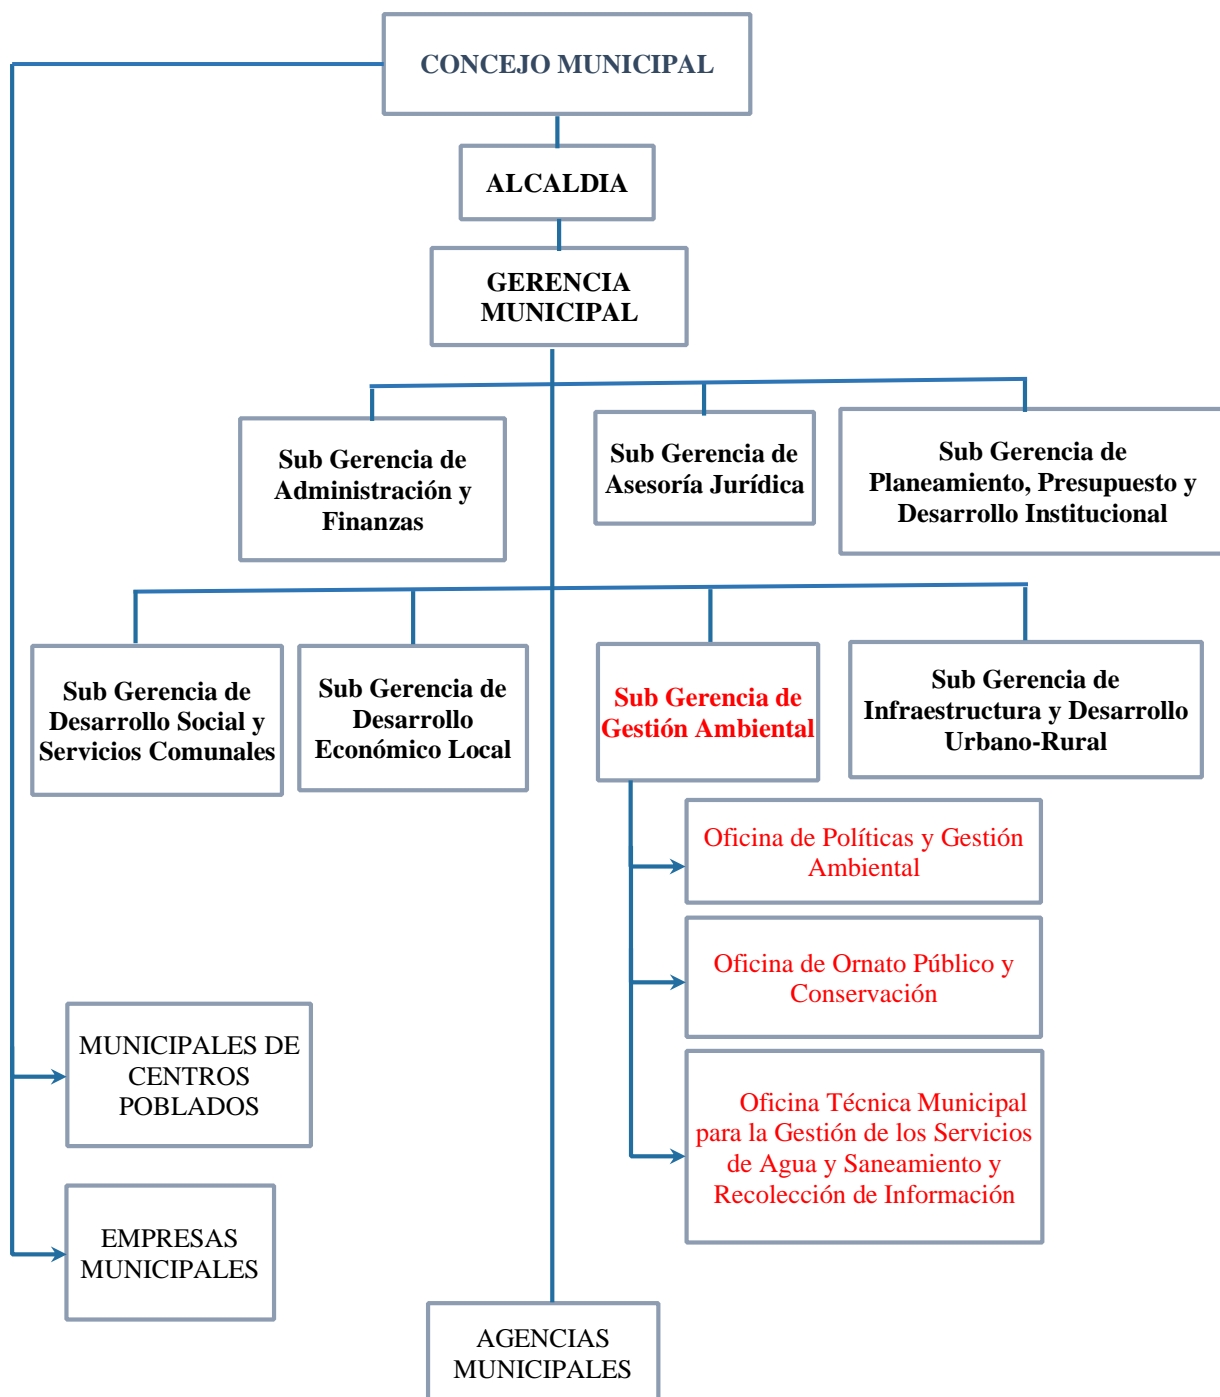 CONCEJO MUNICIPAL
ALCALDIA
GERENCIA
MUNICIPAL
Sub Gerencia de
Administración y
Finanzas
Sub Gerencia de
Asesoría Jurídica
Sub Gerencia de
Planeamiento, Presupuesto y
Desarrollo Institucional
Sub Gerencia de
Desarrollo Social y
Servicios Comunales
Sub Gerencia de
Desarrollo
Económico Local
Sub Gerencia de
Gestión Ambiental
Sub Gerencia de
Infraestructura y Desarrollo
Urbano-Rural
Oficina de Políticas y Gestión
Ambiental
Oficina de Ornato Público y
Conservación
Oficina Técnica Municipal
para la Gestión de los Servicios
de Agua y Saneamiento y
Recolección de Información
MUNICIPALES DE
CENTROS
POBLADOS
EMPRESAS
MUNICIPALES
AGENCIAS
MUNICIPALES